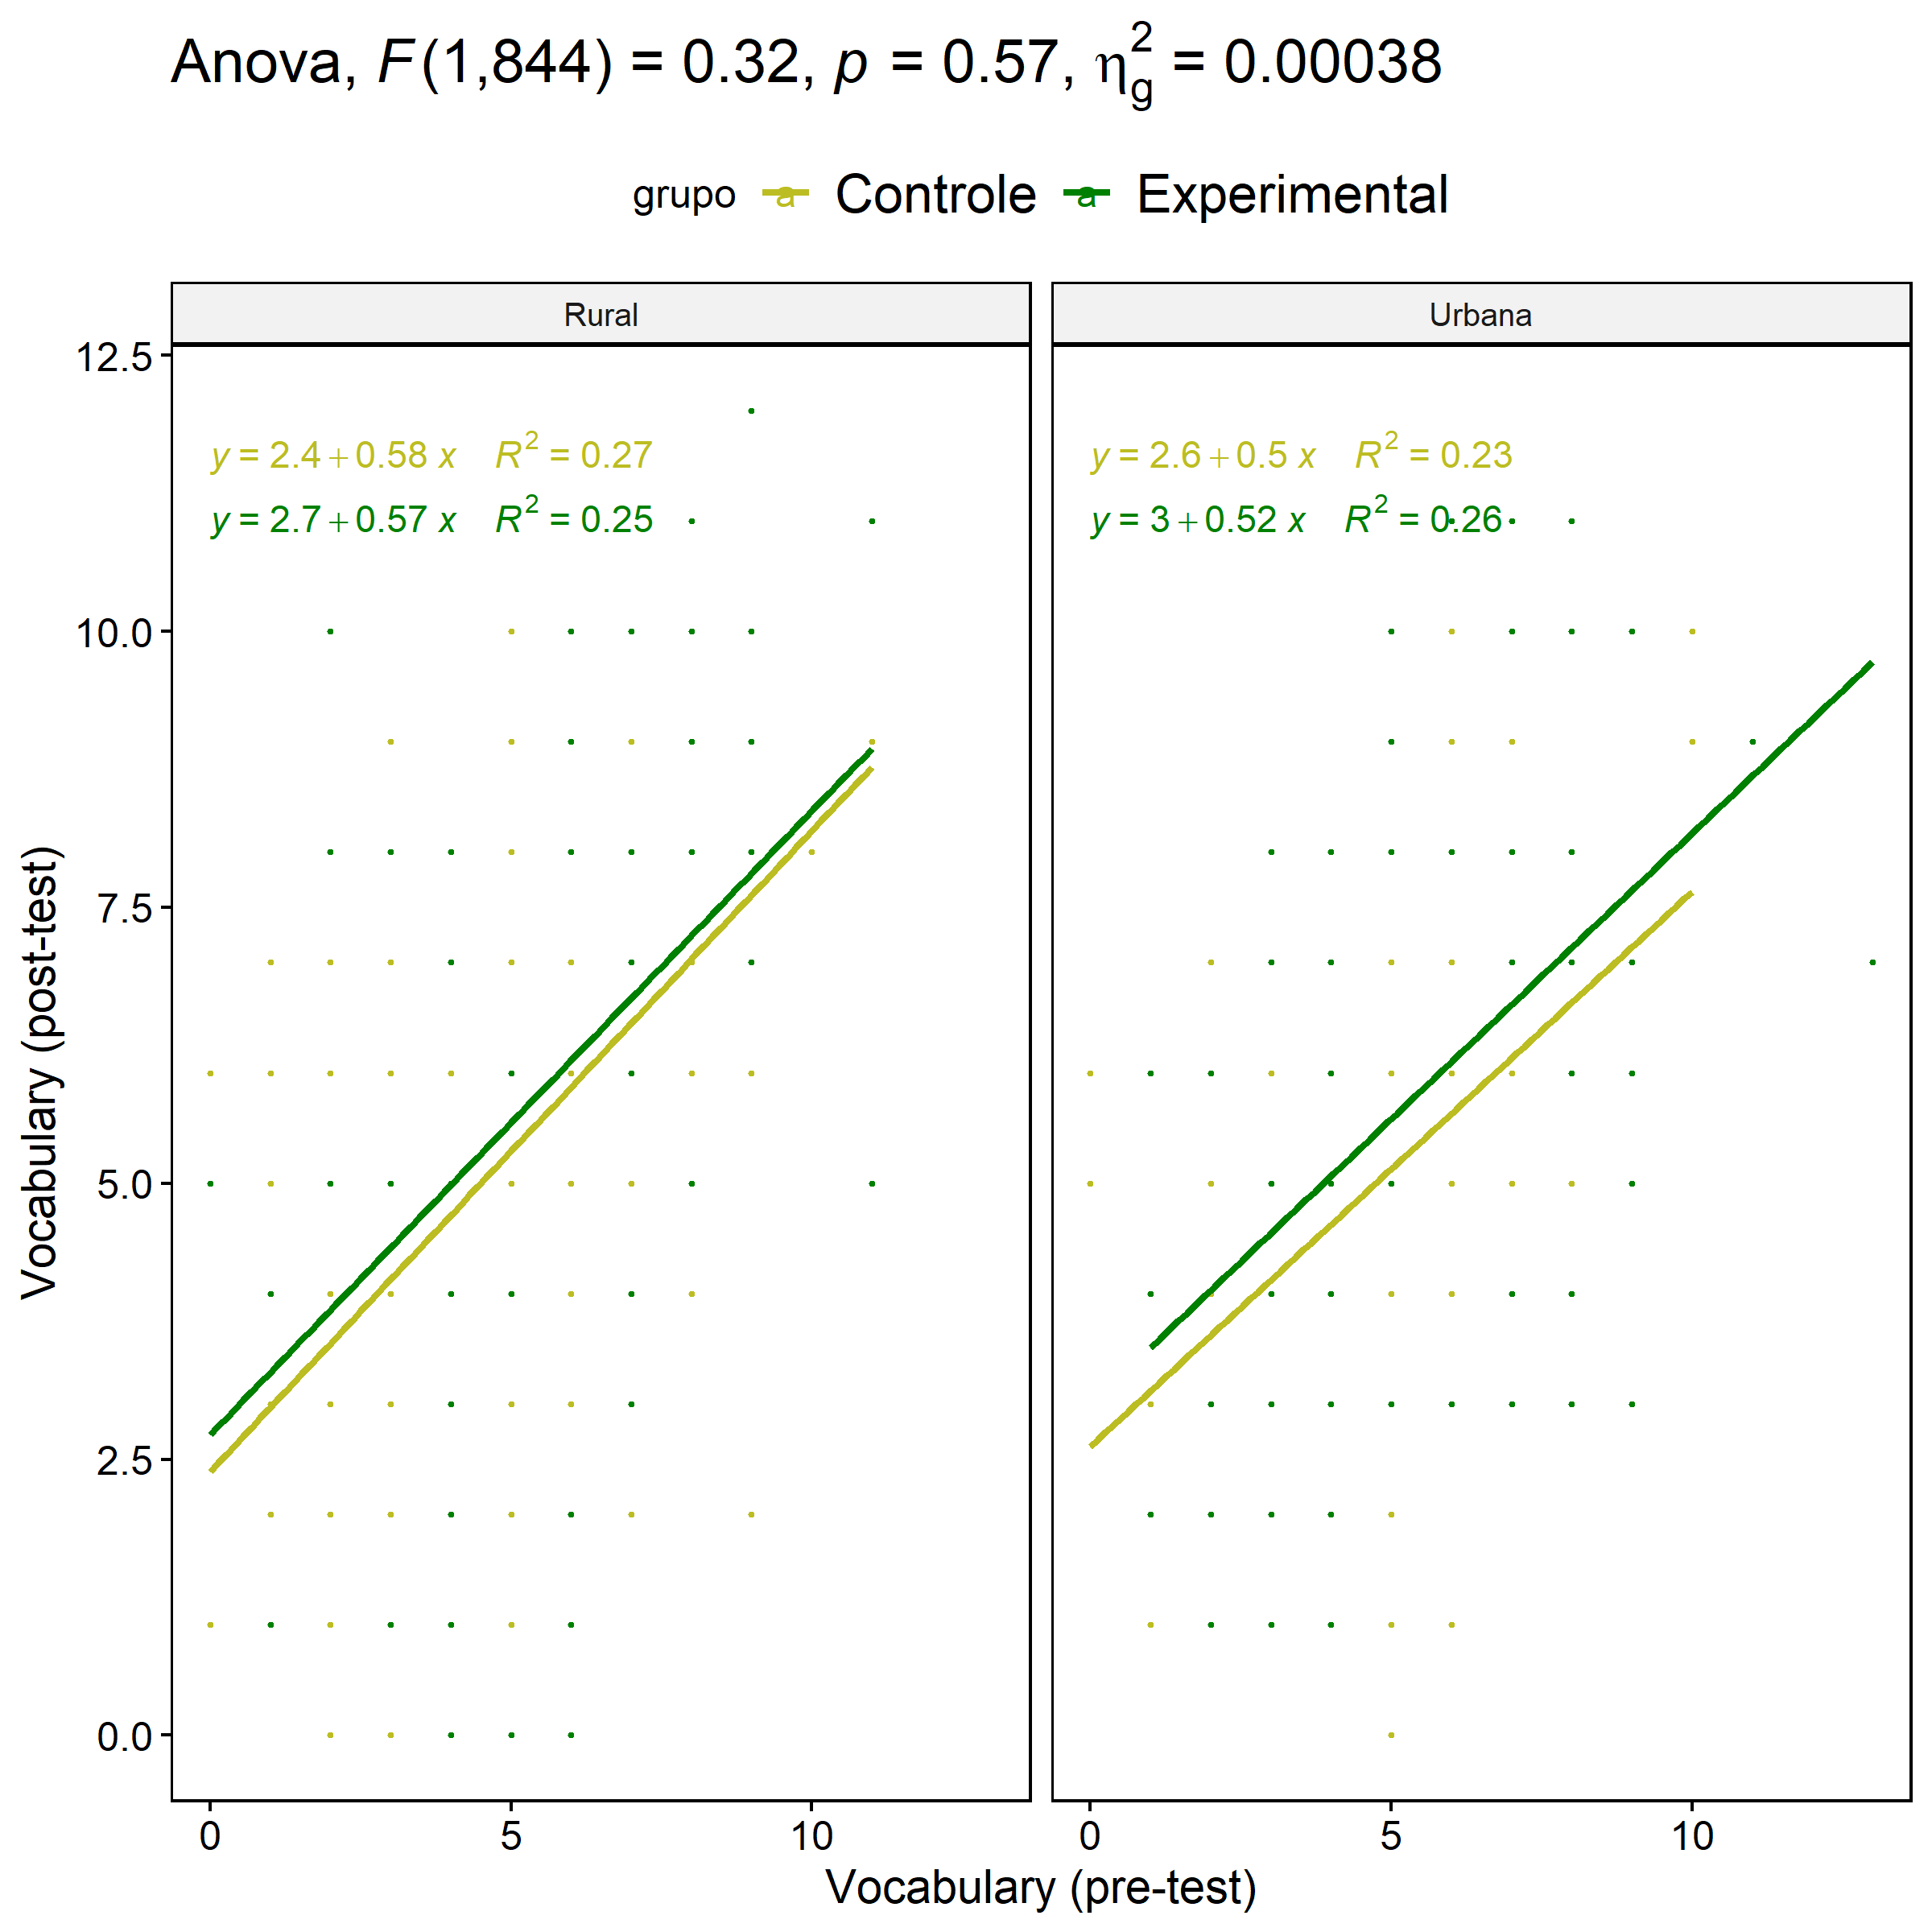 Anova, F(1,844) = 0.32, p = 0.57, η²g = 0.00038
grupo a Controle a Experimental
Rural
Urbana
12.5
10.0
7.5
5.0
2.5
0.0
Vocabulary (post-test)
y = 2.4 + 0.58 x R² = 0.27
y = 2.7 + 0.57 x R² = 0.25
y = 2.6 + 0.5 x R² = 0.23
y = 3 + 0.52 x R² = 0.26
0 5 10
0 5 10
Vocabulary (pre-test)